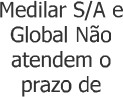 Medilar S/A e
Global Não
atendem o
prazo de